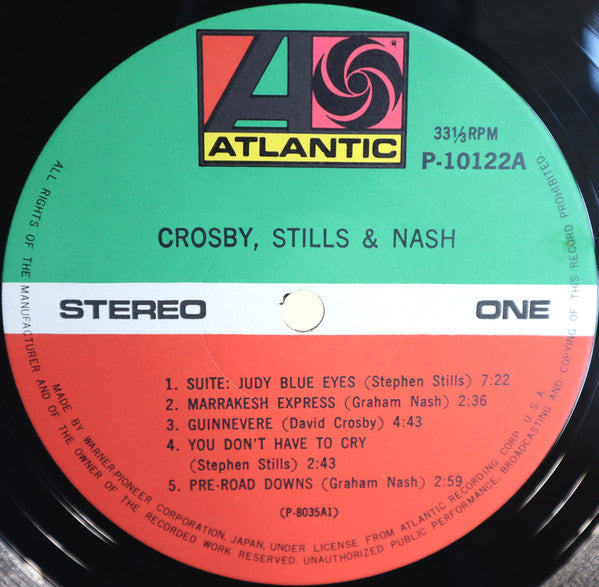 ATLANTIC
33⅓ RPM
P-10122A
CROSBY, STILLS & NASH
STEREO
ONE
1. SUITE: JUDY BLUE EYES (Stephen Stills) 7:22
2. MARRAKESH EXPRESS (Graham Nash) 2:36
3. GUINNEVERE (David Crosby) 4:43
4. YOU DON'T HAVE TO CRY
(Stephen Stills) 2:43
5. PRE-ROAD DOWNS (Graham Nash) 2:59
(P-8035A1)
MADE BY WARNER-PIONEER CORPORATION, JAPAN, UNDER LICENSE FROM ATLANTIC RECORDING CORP. U.S.A.
ALL RIGHTS OF THE MANUFACTURER AND OF THE OWNER OF THE RECORDED WORK RESERVED. UNAUTHORIZED PUBLIC PERFORMANCE, BROADCASTING AND COPYING OF THIS RECORD PROHIBITED.